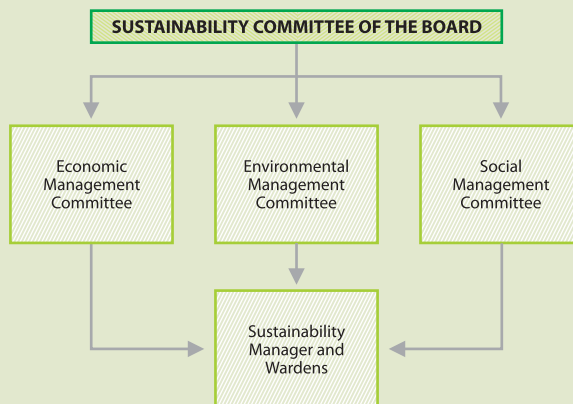 SUSTAINABILITY COMMITTEE OF THE BOARD
Economic
Management
Committee
Environmental
Management
Committee
Social
Management
Committee
Sustainability
Manager and
Wardens